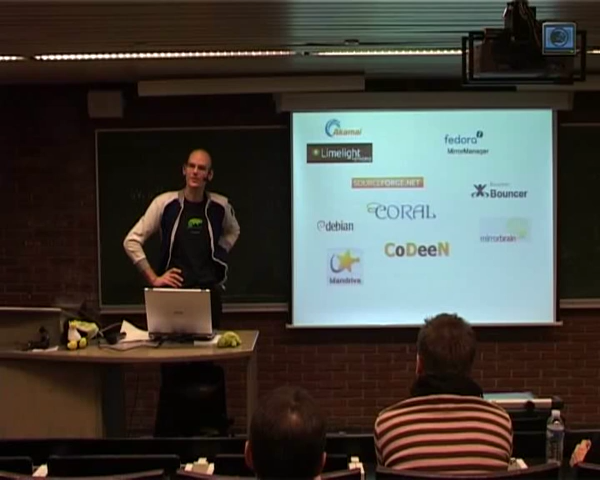 Akamai
fedora
MirrorManager
Limelight
SOURCEFORGE.NET
Bouncer
CORAL
debian
mirrorbrain
CoDeeN
Mandriva